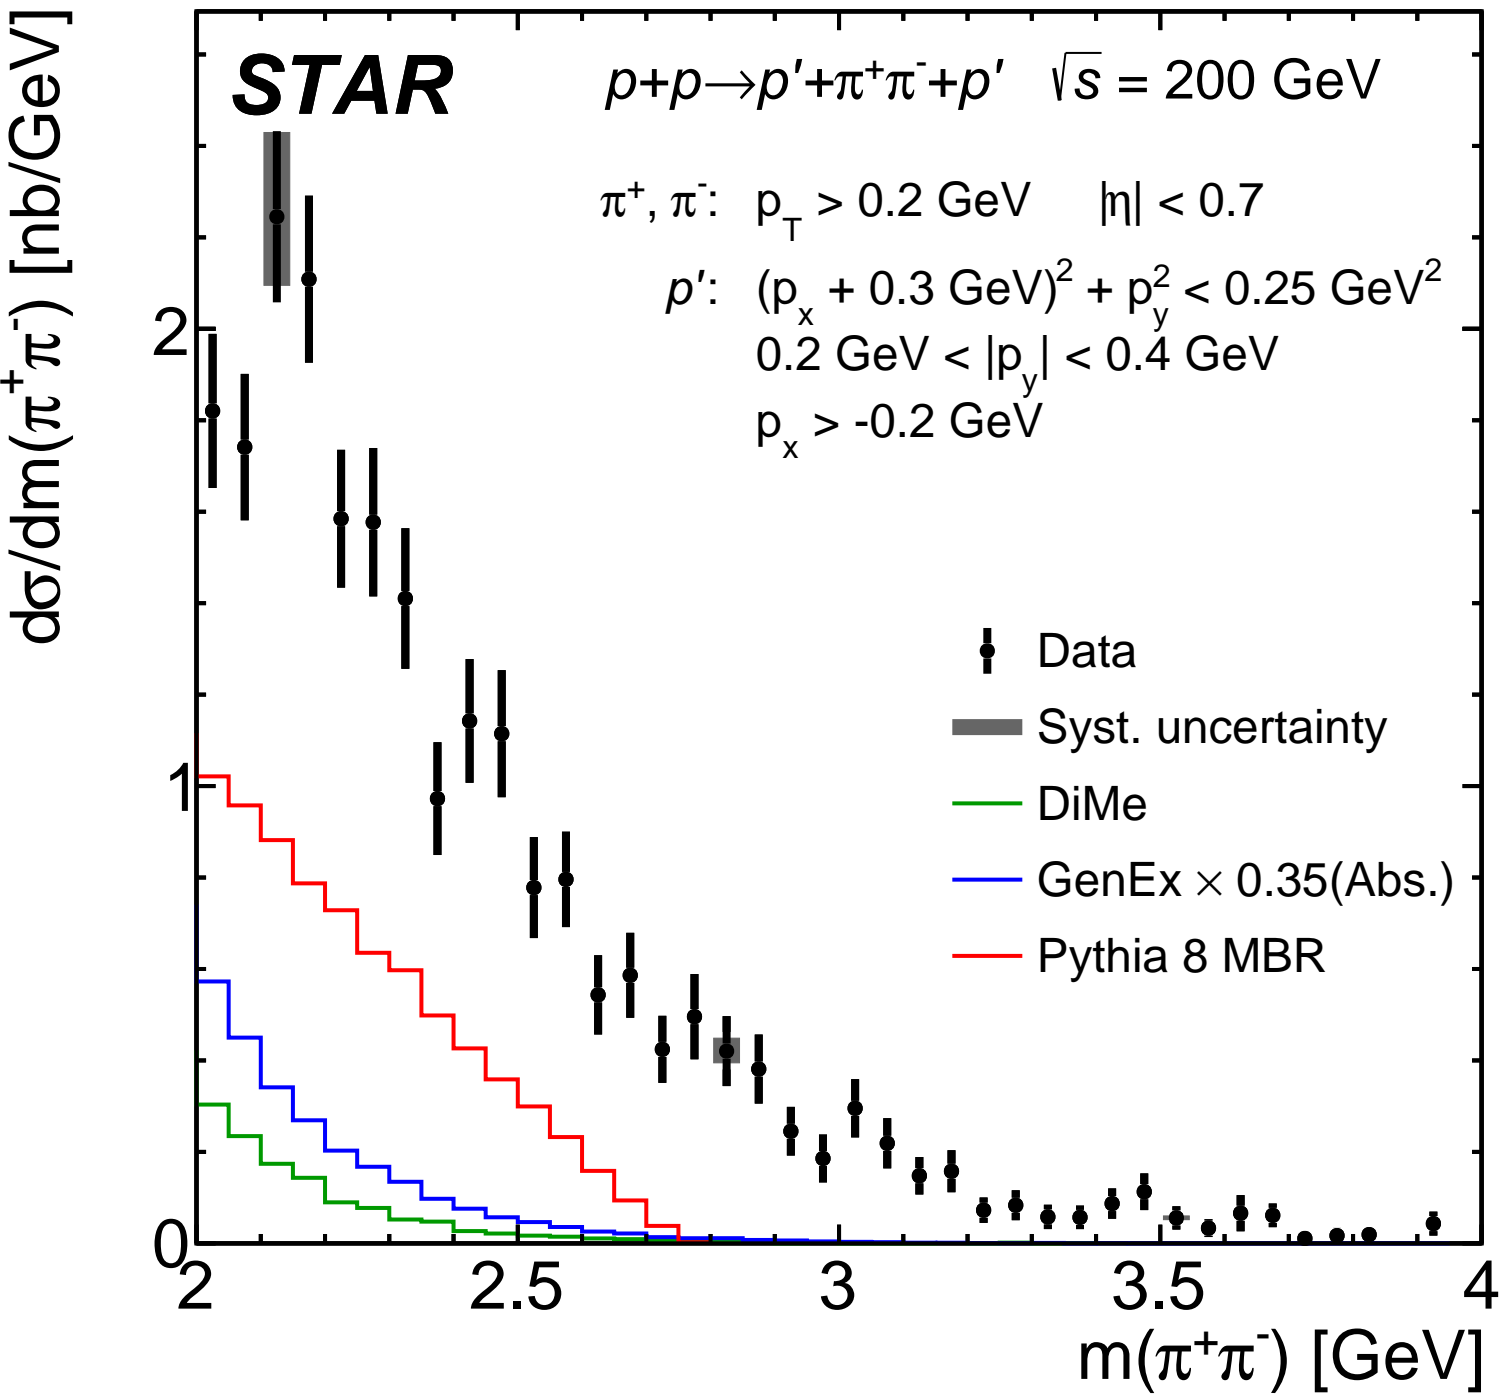 STAR
p+p→p′+π⁺π⁻+p′ √s = 200 GeV
π⁺, π⁻: p_T > 0.2 GeV |η| < 0.7
p′: (p_x + 0.3 GeV)² + p_y² < 0.25 GeV²
0.2 GeV < |p_y| < 0.4 GeV
p_x > -0.2 GeV
dσ/dm(π⁺π⁻) [nb/GeV]
2
1
0
Data
Syst. uncertainty
DiMe
GenEx × 0.35(Abs.)
Pythia 8 MBR
2 2.5 3 3.5 4
m(π⁺π⁻) [GeV]